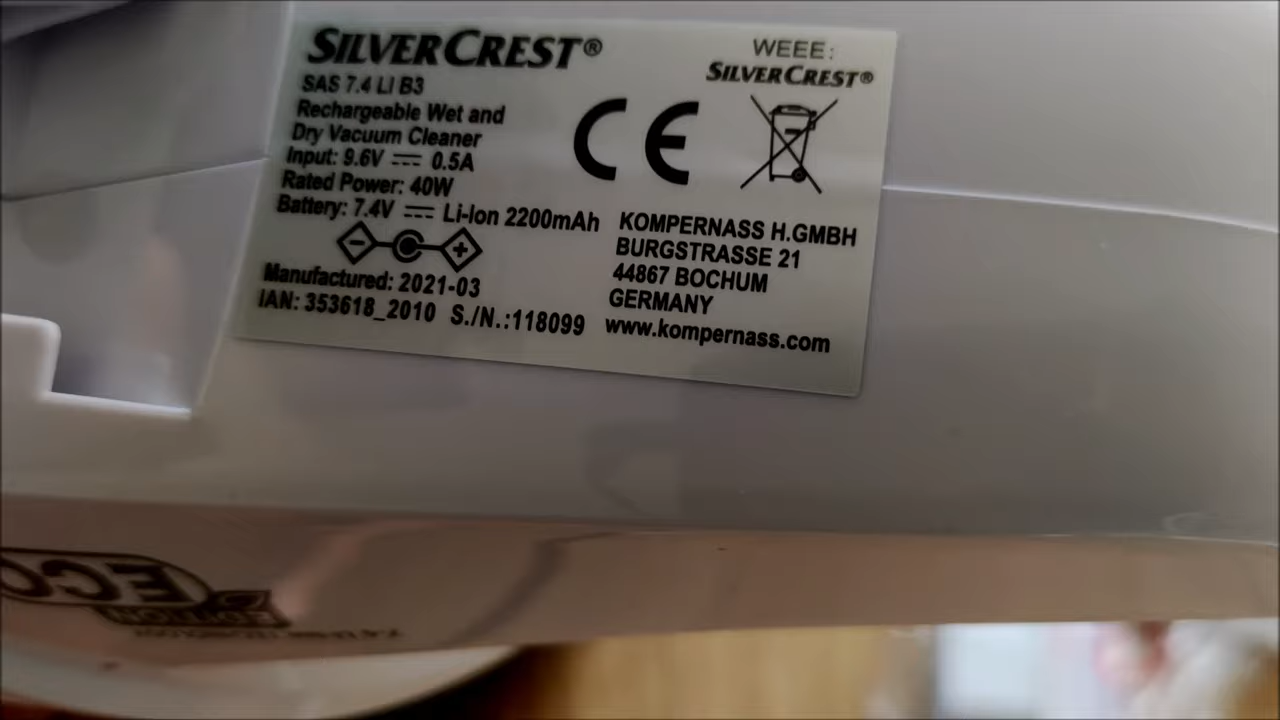 SILVERCREST®
SAS 7.4 LI B3
Rechargeable Wet and
Dry Vacuum Cleaner
Input: 9.6V 0.5A
Rated Power: 40W
Battery: 7.4V Li-Ion 2200mAh
Manufactured: 2021-03
IAN: 353618_2010 S./N.:118099
WEEE:
SILVERCREST®
CE
KOMPERNASS H.GMBH
BURGSTRASSE 21
44867 BOCHUM
GERMANY
www.kompernass.com
ECO
EDITION